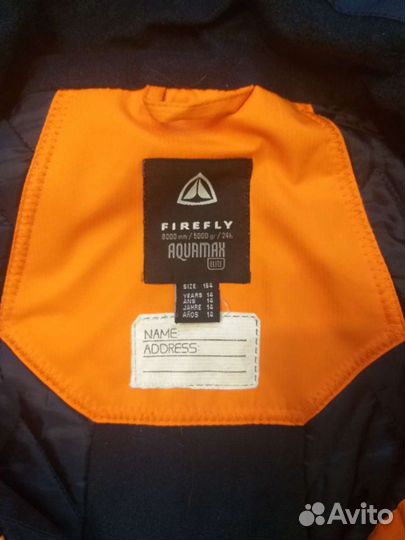 FIREFLY
8000 mm / 5000 gr / 24h
AQUAMAX
SIZE 164
YEARS 14
ANS 14
JAHRE 14
AÑOS 14
NAME:
ADDRESS:
Avito